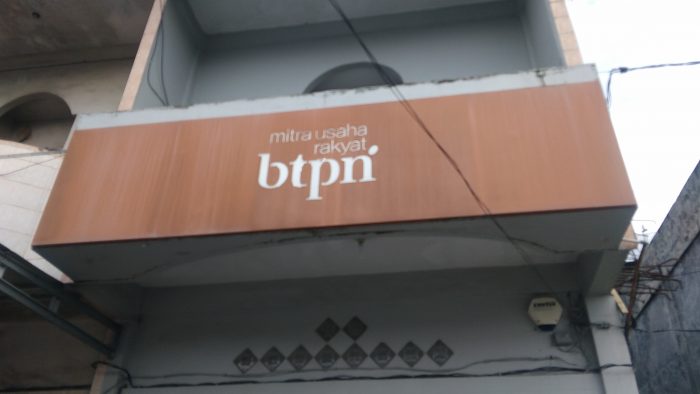 mitra usaha
rakyat
btpn